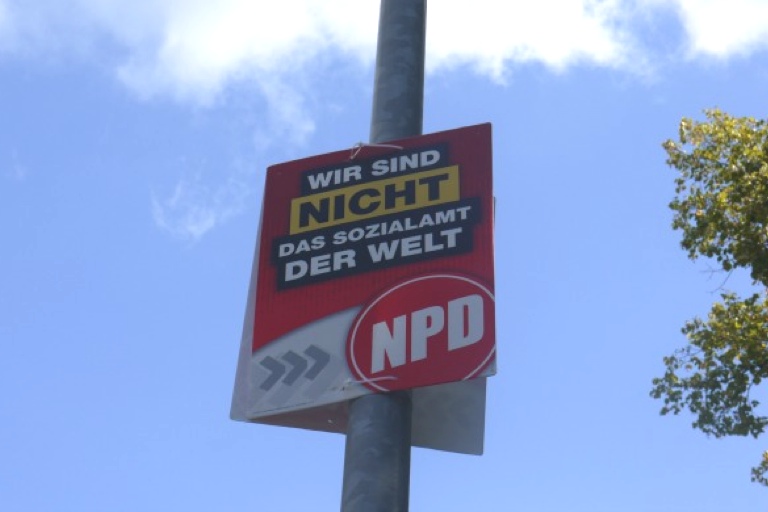 WIR SIND
NICHT
DAS SOZIALAMT
DER WELT
NPD